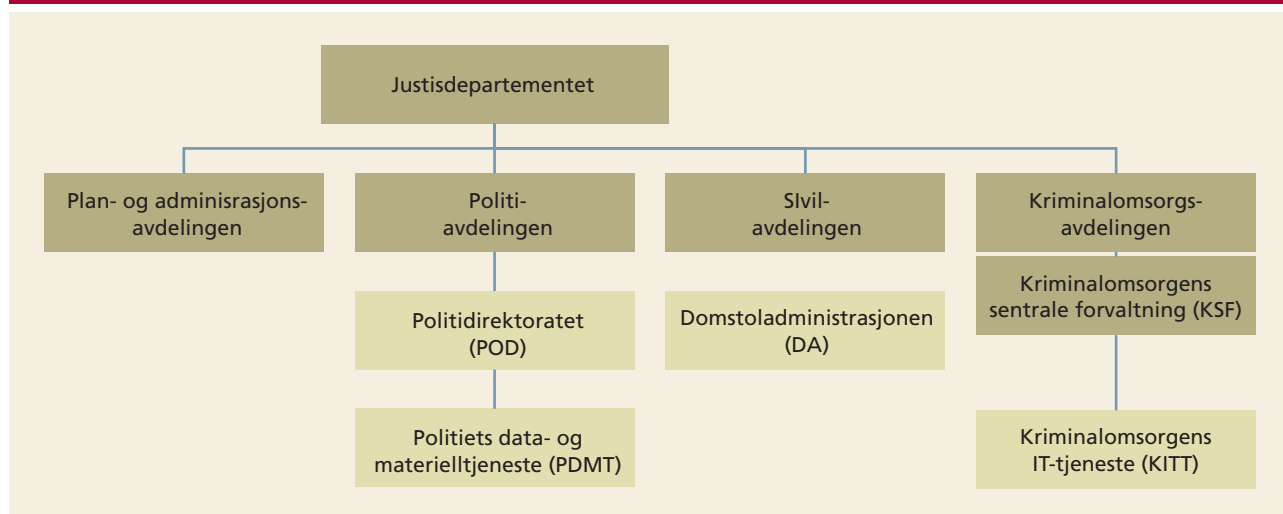 Justisdepartementet
Plan- og adminisrasjons-
avdelingen
Politi-
avdelingen
SIvil-
avdelingen
Kriminalomsorgs-
avdelingen
Kriminalomsorgens
sentrale forvaltning (KSF)
Politidirektoratet
(POD)
Domstoladministrasjonen
(DA)
Politiets data- og
materielltjeneste (PDMT)
Kriminalomsorgens
IT-tjeneste (KITT)